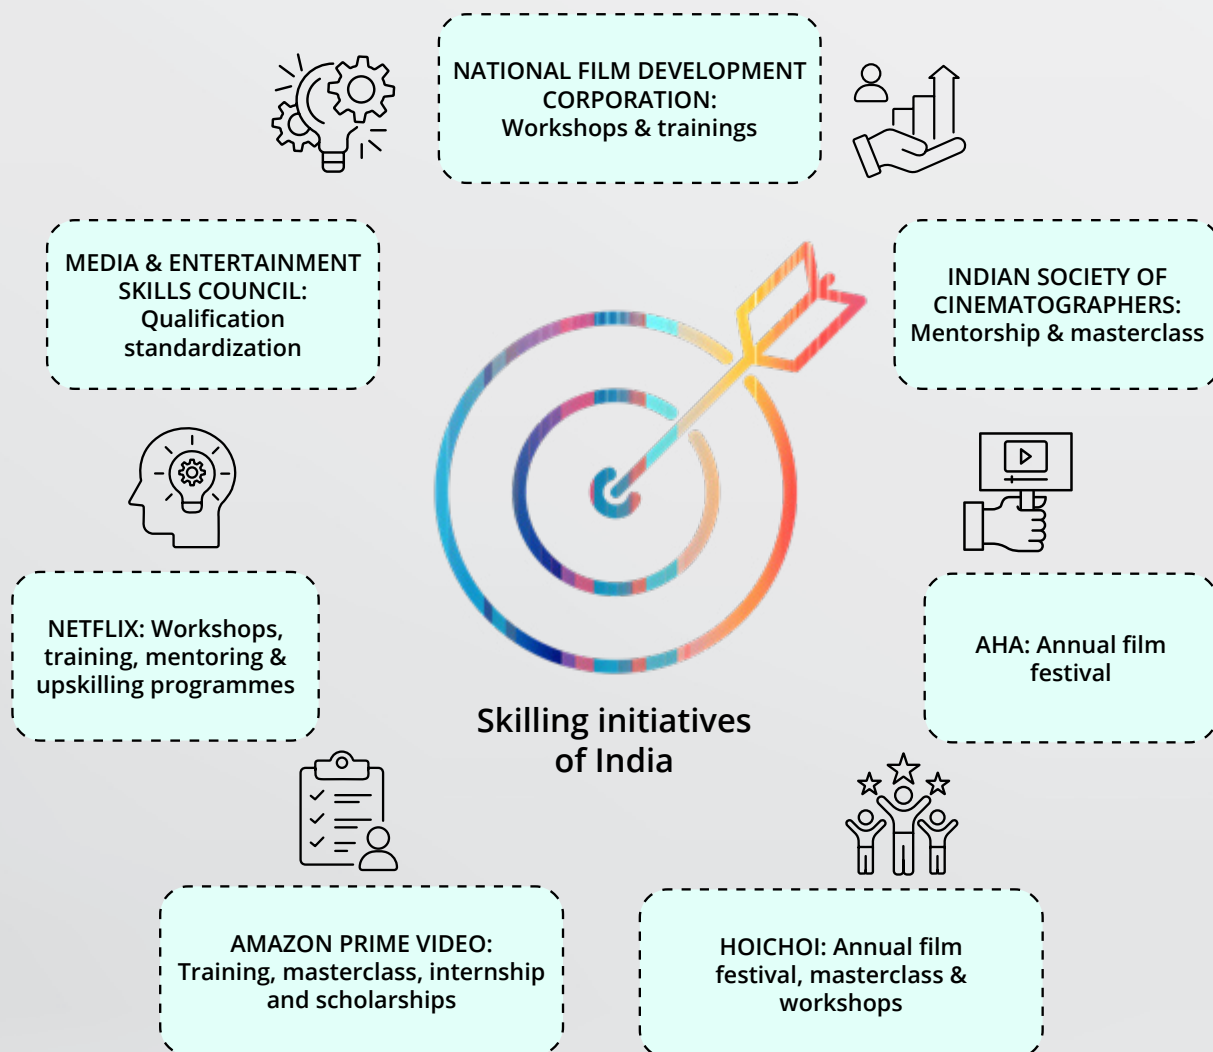 NATIONAL FILM DEVELOPMENT
CORPORATION:
Workshops & trainings
MEDIA & ENTERTAINMENT
SKILLS COUNCIL:
Qualification
standardization
INDIAN SOCIETY OF
CINEMATOGRAPHERS:
Mentorship & masterclass
NETFLIX: Workshops,
training, mentoring &
upskilling programmes
AHA: Annual film
festival
Skilling initiatives
of India
AMAZON PRIME VIDEO:
Training, masterclass, internship
and scholarships
HOICHOI: Annual film
festival, masterclass &
workshops